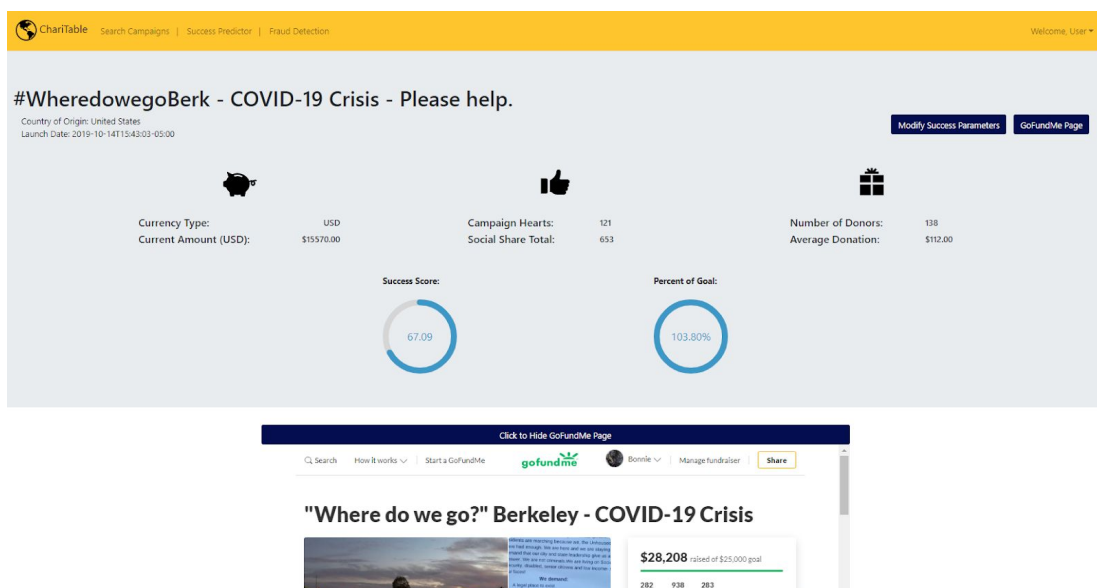 ChariTable Search Campaigns | Success Predictor | Fraud Detection Welcome, User
#WheredowegoBerk - COVID-19 Crisis - Please help.
Country of Origin: United States
Launch Date: 2019-10-14T15:43:03-05:00
Modify Success Parameters GoFundMe Page
Currency Type: USD Campaign Hearts: 121 Number of Donors: 138
Current Amount (USD): $15570.00 Social Share Total: 653 Average Donation: $112.00
Success Score: Percent of Goal:
67.09 103.80%
Click to Hide GoFundMe Page
Search How it works Start a GoFundMe gofundme Bonnie Manage fundraiser Share
"Where do we go?" Berkeley - COVID-19 Crisis
$28,208 raised of $25,000 goal
We demand:
282 938 283